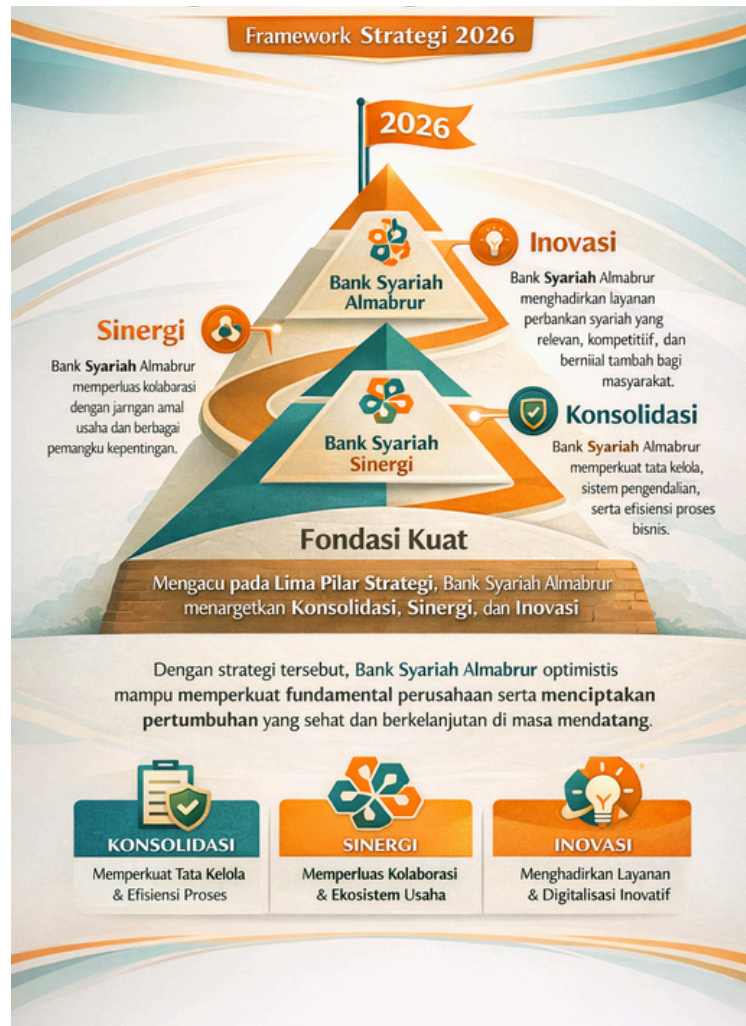 Framework Strategi 2026
2026
Bank Syariah
Almabrur
Inovasi
Bank Syariah Almabrur
menghadirkan layanan
perbankan syariah yang
relevan, kompetitiif, dan
berniial tambah bagi
masyarakat.
Sinergi
Bank Syariah Almabrur
memperluas kolabarasi
dengan jarngan amal
usaha dan berbagai
pemangku kepentingan.
Bank Syariah
Sinergi
Konsolidasi
Bank Syariah Almabrur
memperkuat tata kelola,
sistem pengendalian,
serta efisiensi proses
bisnis.
Fondasi Kuat
Mengacu pada Lima Pilar Strategi, Bank Syariah Almabrur
menargetkan Konsolidasi, Sinergi, dan Inovasi
Dengan strategi tersebut, Bank Syariah Almabrur optimistis
mampu memperkuat fundamental perusahaan serta menciptakan
pertumbuhan yang sehat dan berkelanjutan di masa mendatang.
KONSOLIDASI
Memperkuat Tata Kelola
& Efisiensi Proses
SINERGI
Memperluas Kolaborasi
& Ekosistem Usaha
INOVASI
Menghadirkan Layanan
& Digitalisasi Inovatif